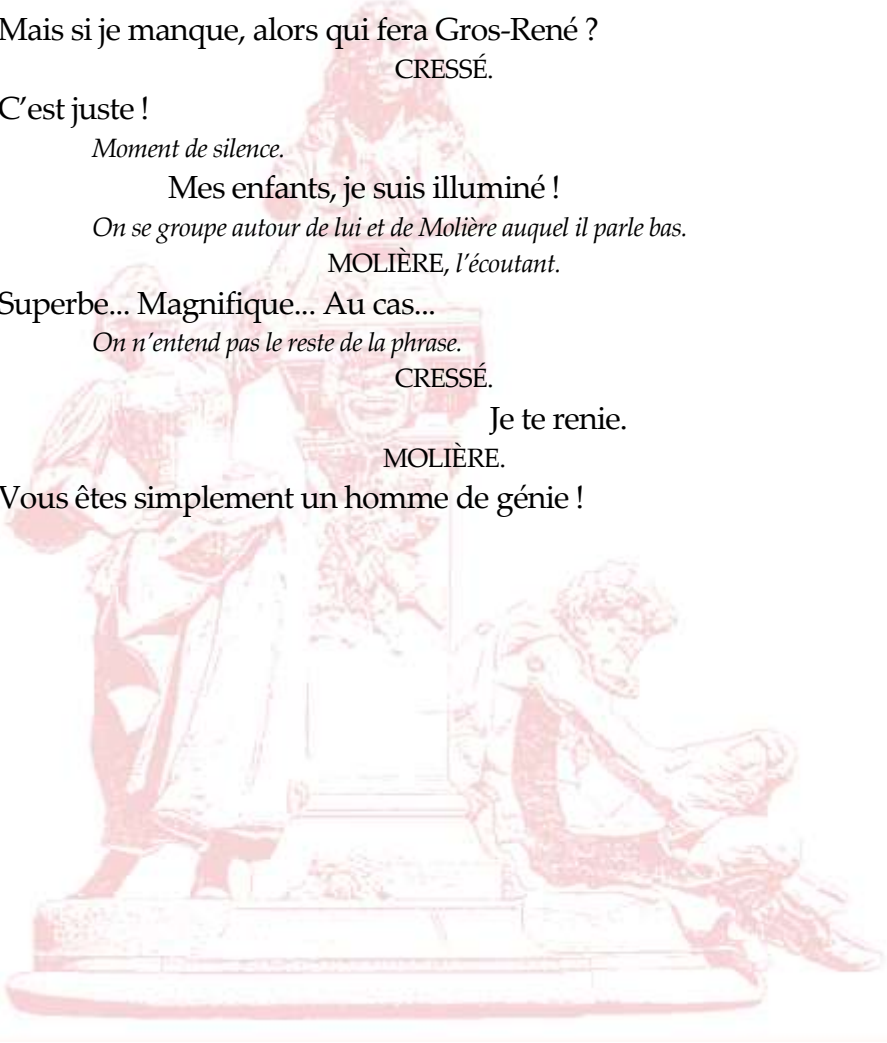 Mais si je manque, alors qui fera Gros-René ?
CRESSÉ.
C’est juste !
Moment de silence.
Mes enfants, je suis illuminé !
On se groupe autour de lui et de Molière auquel il parle bas.
MOLIÈRE, l’écoutant.
Superbe... Magnifique... Au cas...
On n’entend pas le reste de la phrase.
CRESSÉ.
Je te renie.
MOLIÈRE.
Vous êtes simplement un homme de génie !